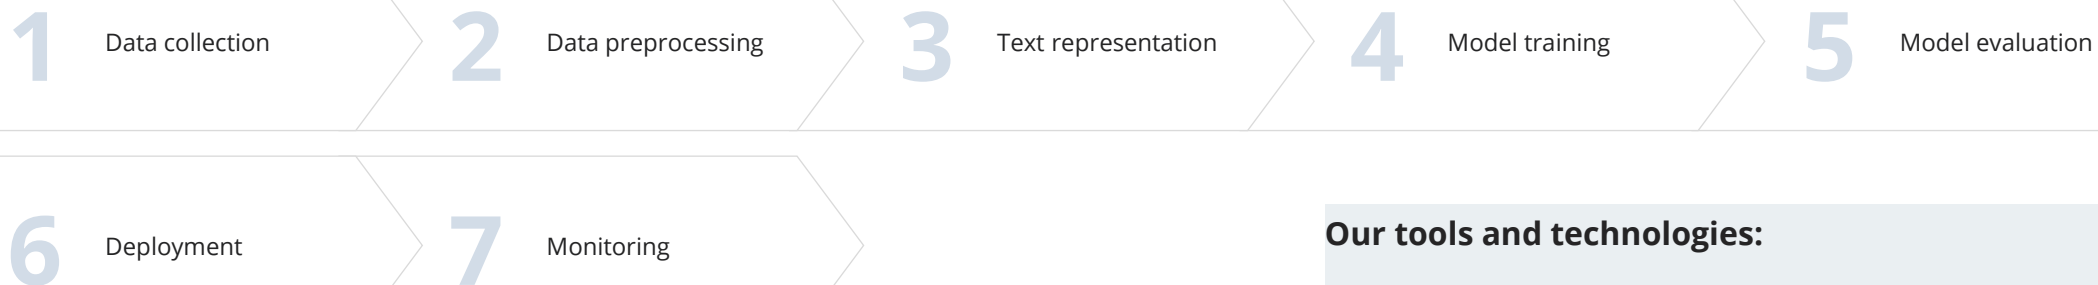 1 Data collection
2 Data preprocessing
3 Text representation
4 Model training
5 Model evaluation
6 Deployment
7 Monitoring
Our tools and technologies: